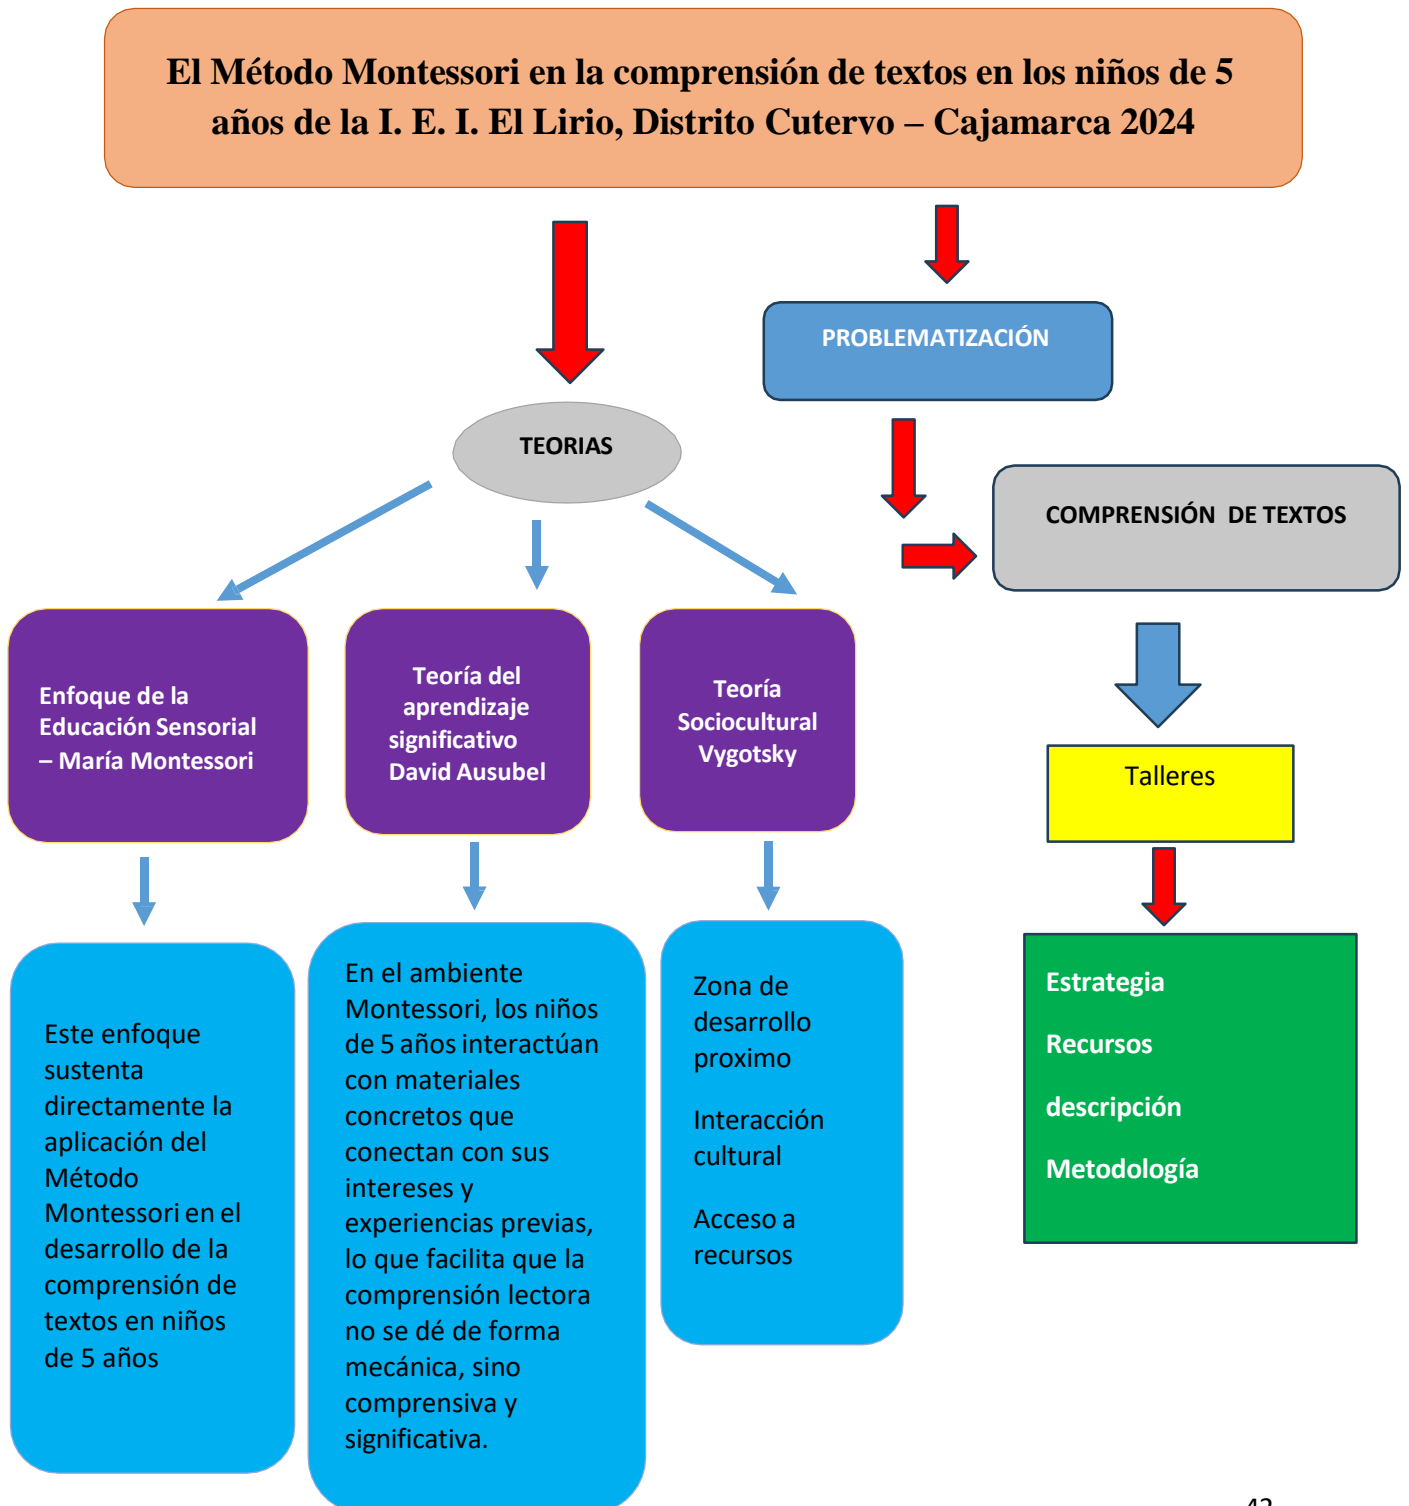 El Método Montessori en la comprensión de textos en los niños de 5
años de la I. E. I. El Lirio, Distrito Cutervo – Cajamarca 2024
PROBLEMATIZACIÓN
TEORIAS
COMPRENSIÓN DE TEXTOS
Enfoque de la
Educación Sensorial
– María Montessori
Teoría del
aprendizaje
significativo
David Ausubel
Teoría
Sociocultural
Vygotsky
Talleres
Este enfoque
sustenta
directamente la
aplicación del
Método
Montessori en el
desarrollo de la
comprensión de
textos en niños
de 5 años
En el ambiente
Montessori, los niños
de 5 años interactúan
con materiales
concretos que
conectan con sus
intereses y
experiencias previas,
lo que facilita que la
comprensión lectora
no se dé de forma
mecánica, sino
comprensiva y
significativa.
Zona de
desarrollo
proximo
Interacción
cultural
Acceso a
recursos
Estrategia
Recursos
descripción
Metodología